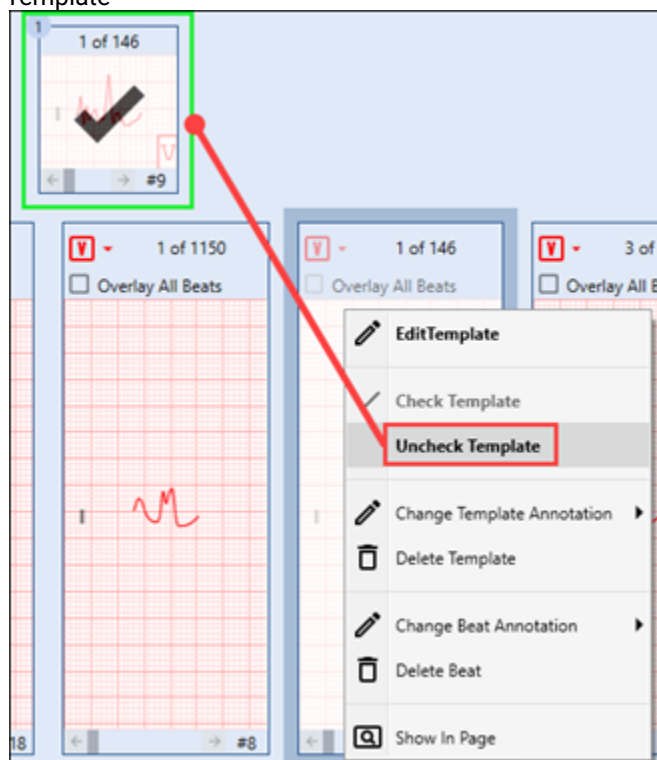 Template
1
1 of 146
I
V
#9
V 1 of 1150
Overlay All Beats
I
#8
V 1 of 146
Overlay All Beats
I
V 3 of
Overlay All B
EditTemplate
Check Template
Uncheck Template
Change Template Annotation
Delete Template
Change Beat Annotation
Delete Beat
Show In Page
18